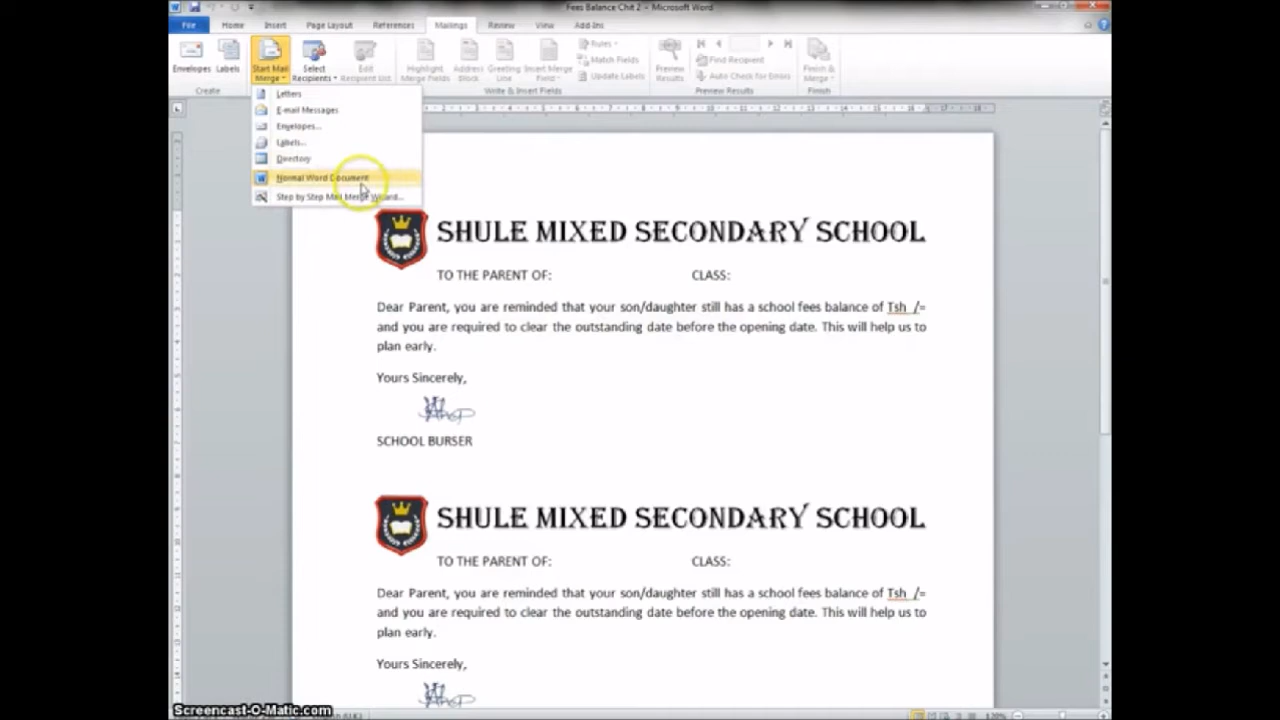 Fees Balance Chit 2 - Microsoft Word
File Home Insert Page Layout References Mailings Review View Add-Ins
Envelopes Labels Start Mail Merge Select Recipients Edit Recipient List Highlight Merge Fields Address Block Greeting Line Insert Merge Field Rules Match Fields Update Labels Preview Results Find Recipient Auto Check for Errors Finish & Merge
Create Write & Insert Fields Preview Results Finish
Letters
E-mail Messages
Envelopes...
Labels...
Directory
Normal Word Document
Step by Step Mail Merge Wizard...
SHULE MIXED SECONDARY SCHOOL
TO THE PARENT OF: CLASS:
Dear Parent, you are reminded that your son/daughter still has a school fees balance of Tsh /=
and you are required to clear the outstanding date before the opening date. This will help us to
plan early.
Yours Sincerely,
SCHOOL BURSER
SHULE MIXED SECONDARY SCHOOL
TO THE PARENT OF: CLASS:
Dear Parent, you are reminded that your son/daughter still has a school fees balance of Tsh /=
and you are required to clear the outstanding date before the opening date. This will help us to
plan early.
Yours Sincerely,
Screencast-O-Matic.com
120%